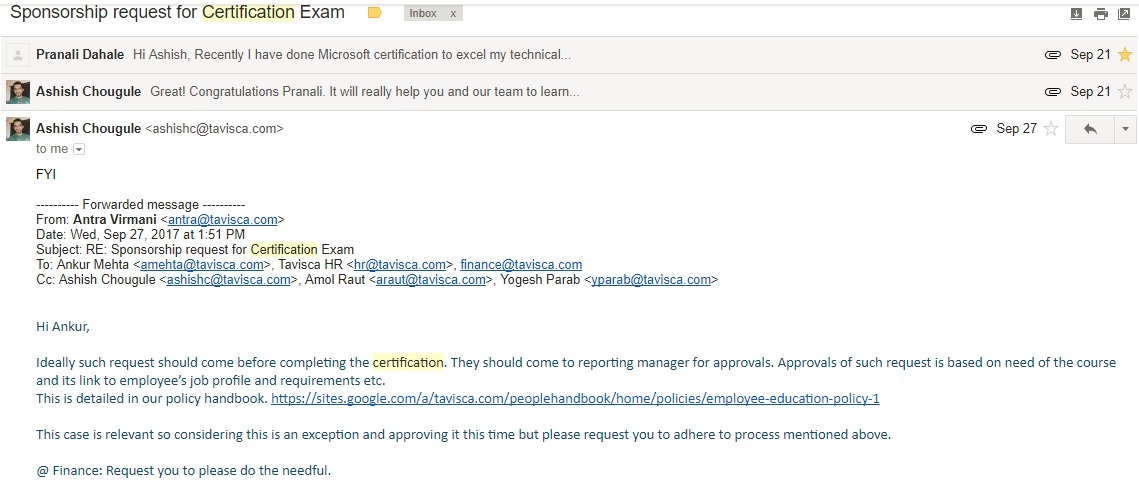 Sponsorship request for Certification Exam Inbox x
Pranali Dahale Hi Ashish, Recently I have done Microsoft certification to excel my technical... Sep 21
Ashish Chougule Great! Congratulations Pranali. It will really help you and our team to learn... Sep 21
Ashish Chougule <ashishc@tavisca.com> Sep 27
to me
FYI
---------- Forwarded message ----------
From: Antra Virmani <antra@tavisca.com>
Date: Wed, Sep 27, 2017 at 1:51 PM
Subject: RE: Sponsorship request for Certification Exam
To: Ankur Mehta <amehta@tavisca.com>, Tavisca HR <hr@tavisca.com>, finance@tavisca.com
Cc: Ashish Chougule <ashishc@tavisca.com>, Amol Raut <araut@tavisca.com>, Yogesh Parab <yparab@tavisca.com>
Hi Ankur,
Ideally such request should come before completing the certification. They should come to reporting manager for approvals. Approvals of such request is based on need of the course
and its link to employee's job profile and requirements etc.
This is detailed in our policy handbook. https://sites.google.com/a/tavisca.com/peoplehandbook/home/policies/employee-education-policy-1
This case is relevant so considering this is an exception and approving it this time but please request you to adhere to process mentioned above.
@ Finance: Request you to please do the needful.